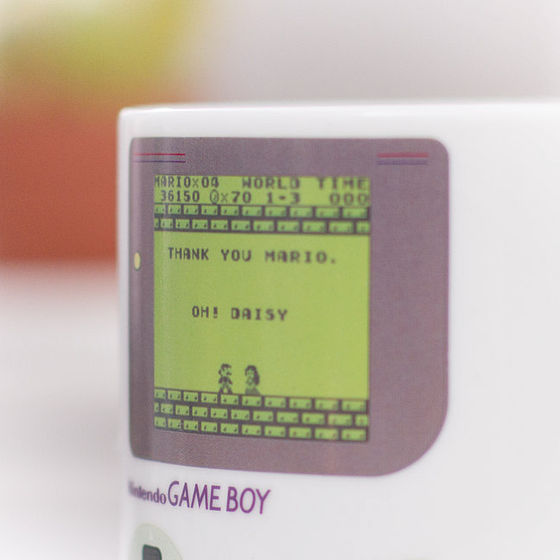 MARIO×04 WORLD TIME
36150 ×70 1-3 000
THANK YOU MARIO.
OH! DAISY
Nintendo GAME BOY